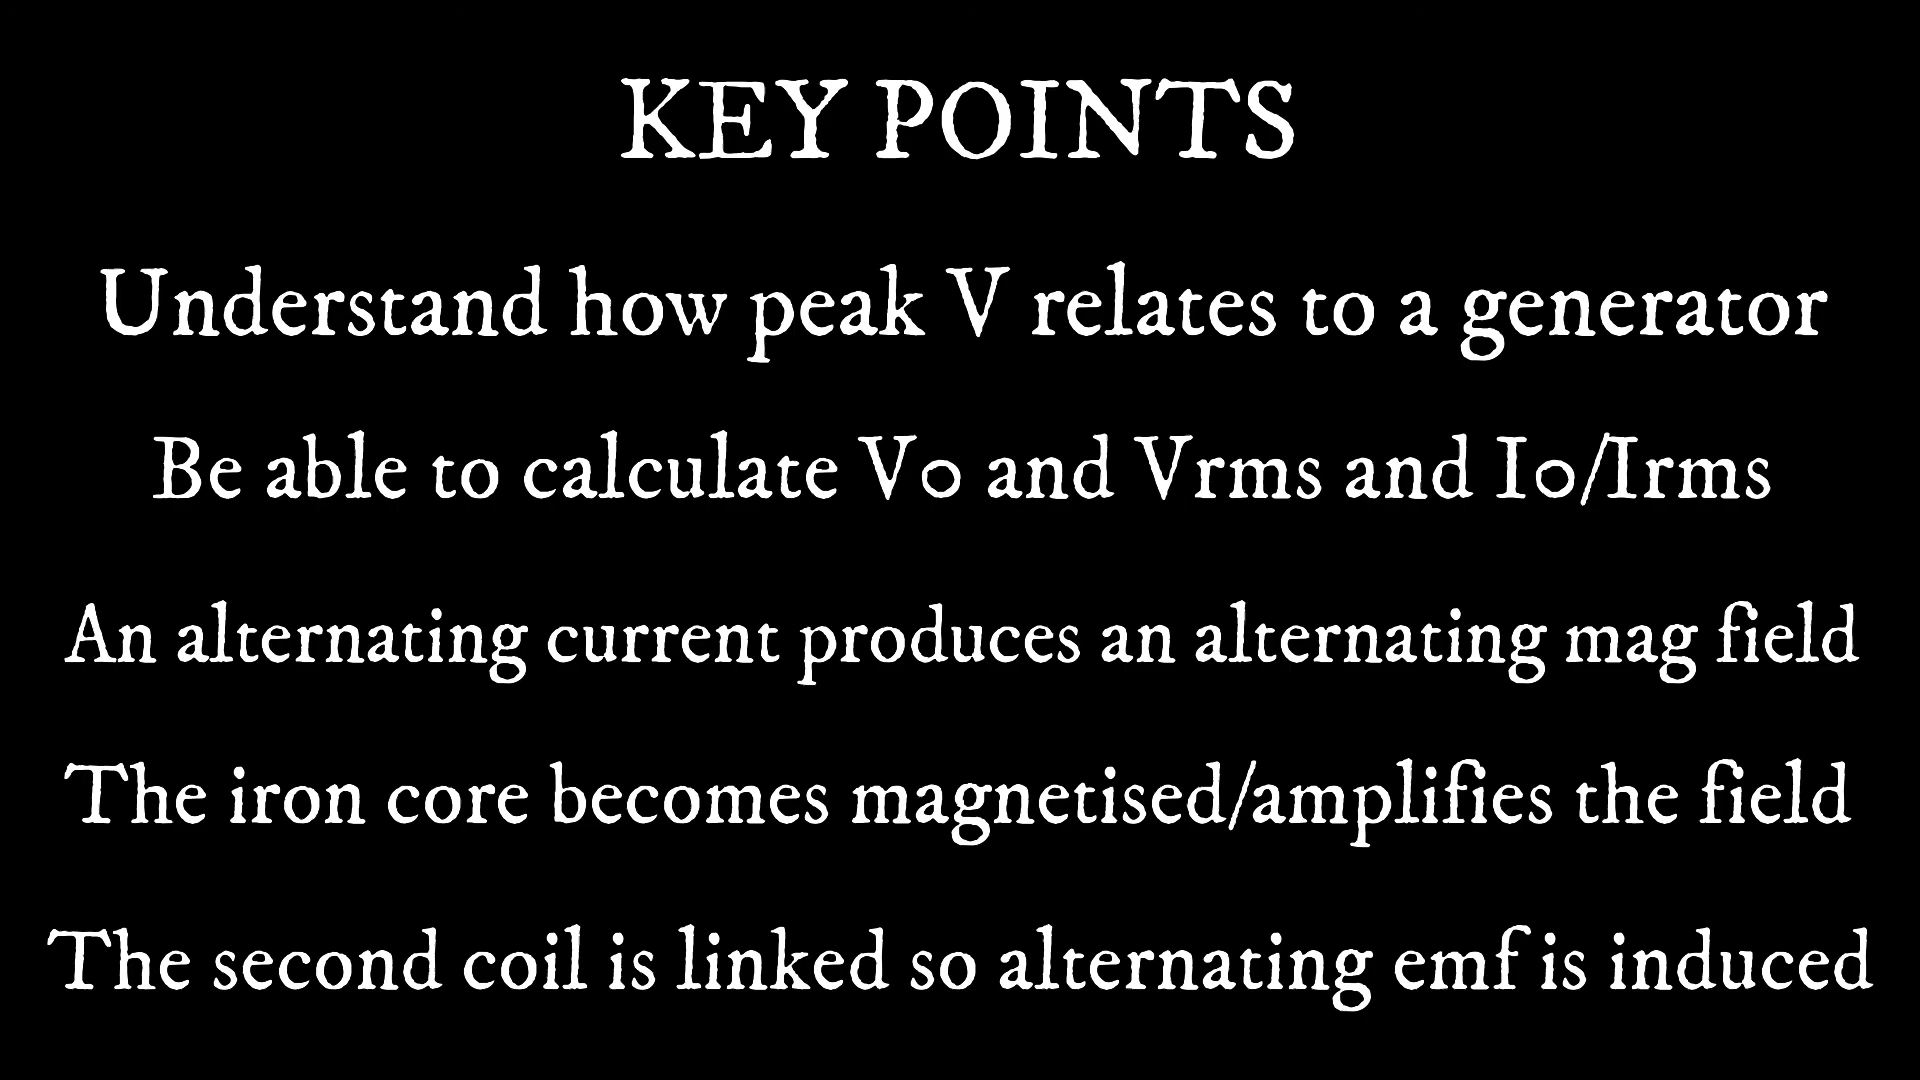 KEY POINTS
Understand how peak V relates to a generator
Be able to calculate Vo and Vrms and Io/Irms
An alternating current produces an alternating mag field
The iron core becomes magnetised/amplifies the field
The second coil is linked so alternating emf is induced